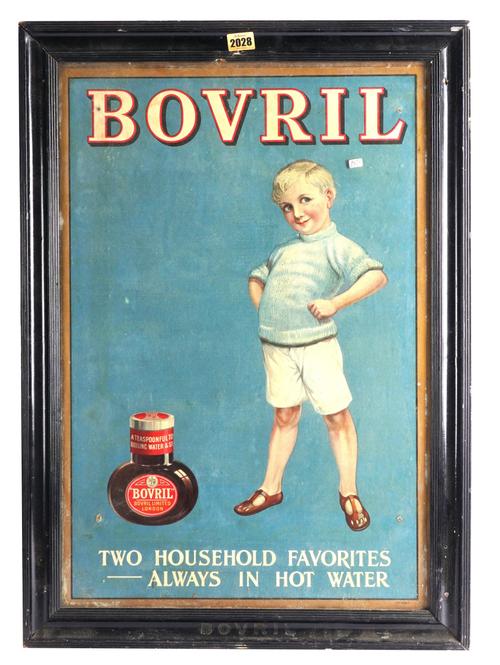 2028
BOVRIL
A TEASPOONFUL TO
BOVRIL
BOVRIL LIMITED
LONDON
TWO HOUSEHOLD FAVORITES
— ALWAYS IN HOT WATER
BOVRIL